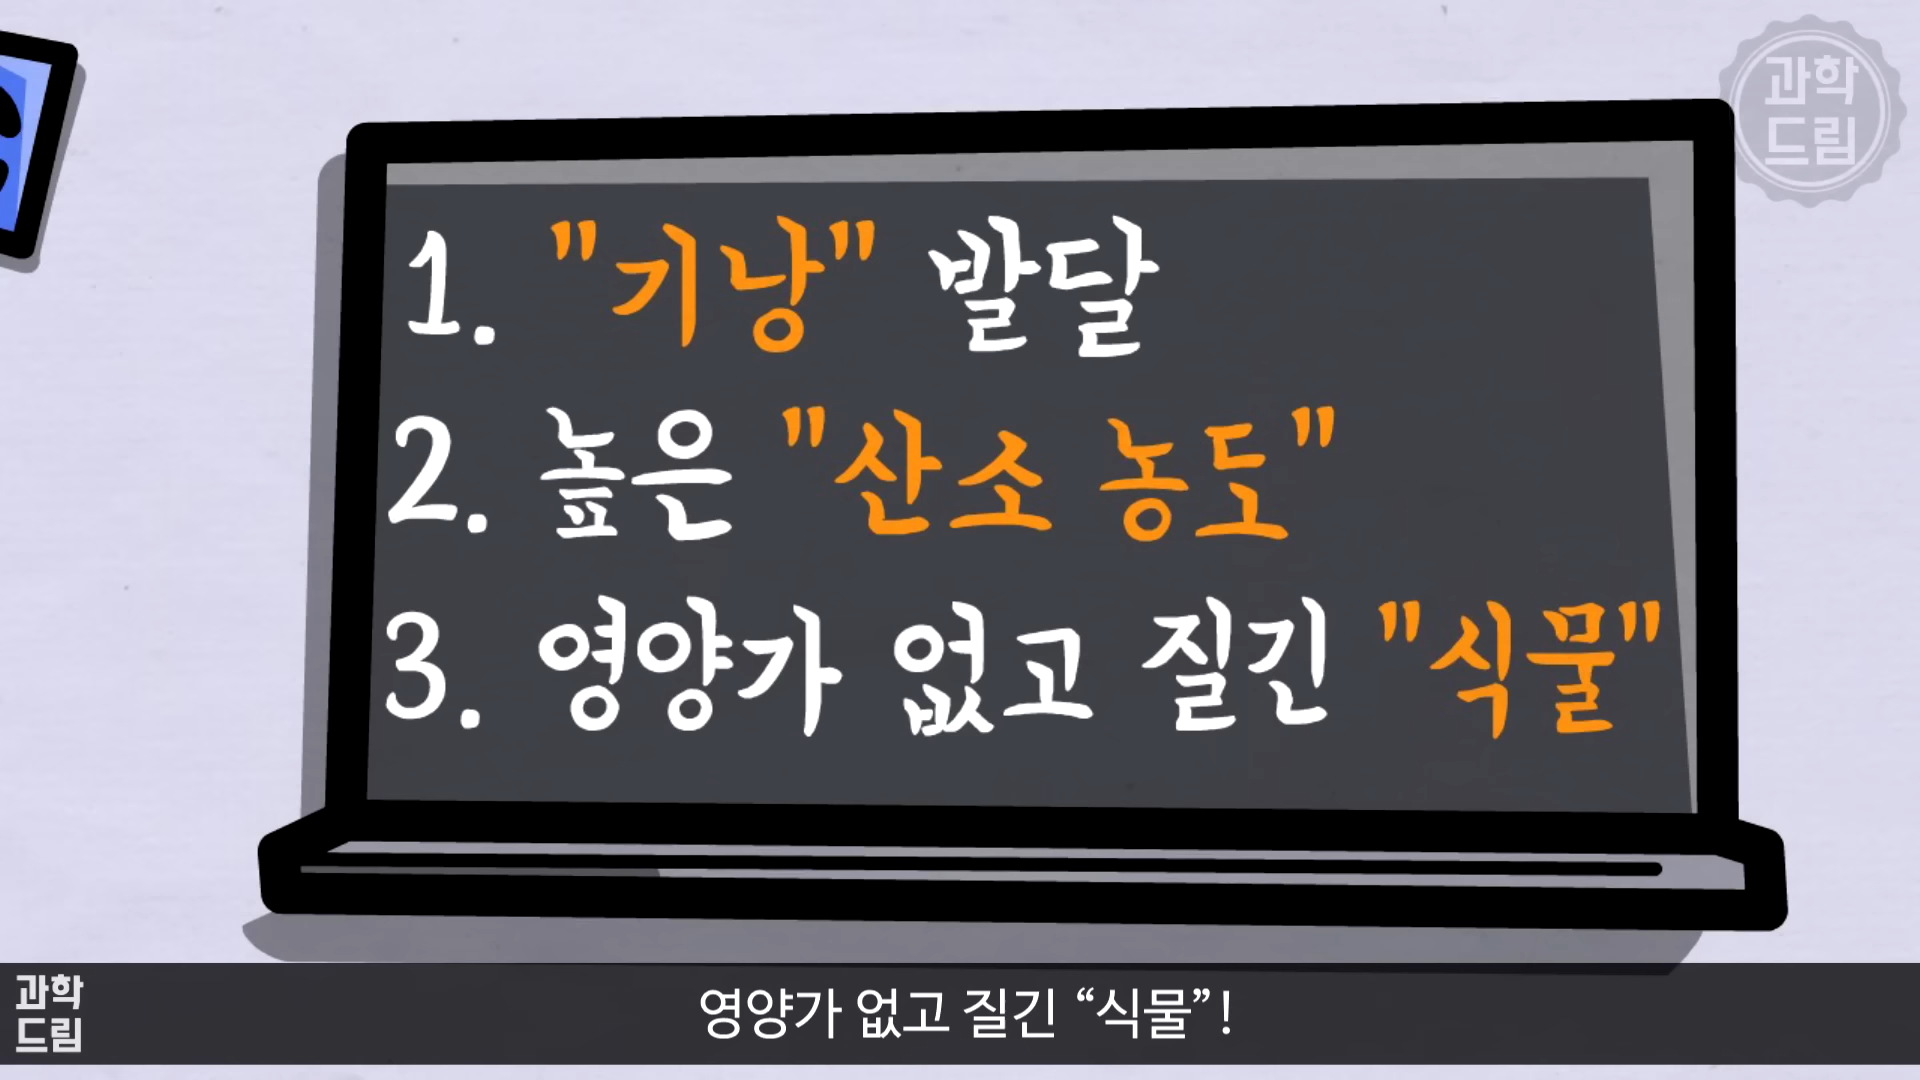 과학
드림
1. "기낭" 발달
2. 높은 "산소 농도"
3. 영양가 없고 질긴 "식물"
과학
드림
영양가 없고 질긴 “식물”!